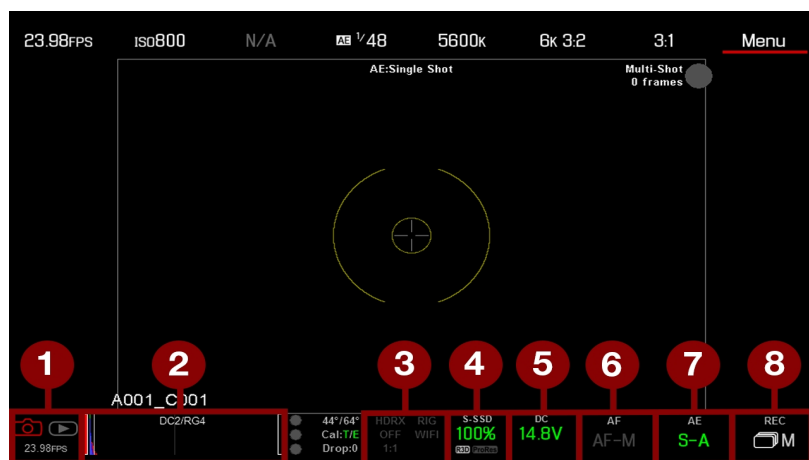 23.98FPS ISO800 N/A AE 1/48 5600K 6K 3:2 3:1 Menu
AE:Single Shot
Multi-Shot
0 frames
1 2 3 4 5 6 7 8
A001_C001
23.98FPS
DC2/RG4
44°/64°
Cal:T/E
Drop:0
HDRX RIG
OFF WIFI
1:1
S-SSD
100%
R3D ProRes
DC
14.8V
AF
AF-M
AE
S-A
REC
M